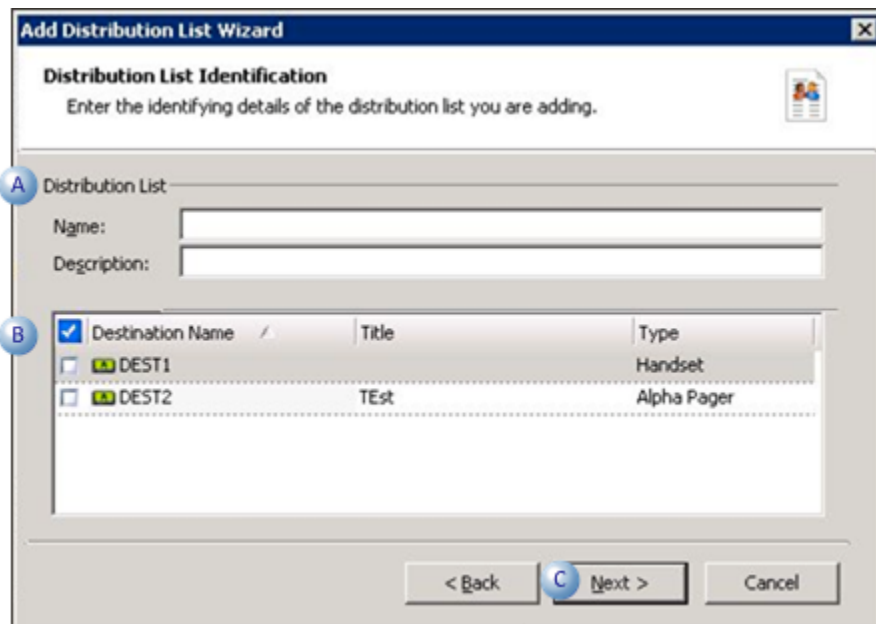 Add Distribution List Wizard
Distribution List Identification
Enter the identifying details of the distribution list you are adding.
A Distribution List
Name:
Description:
B Destination Name Title Type
DEST1 Handset
DEST2 TEst Alpha Pager
< Back C Next > Cancel